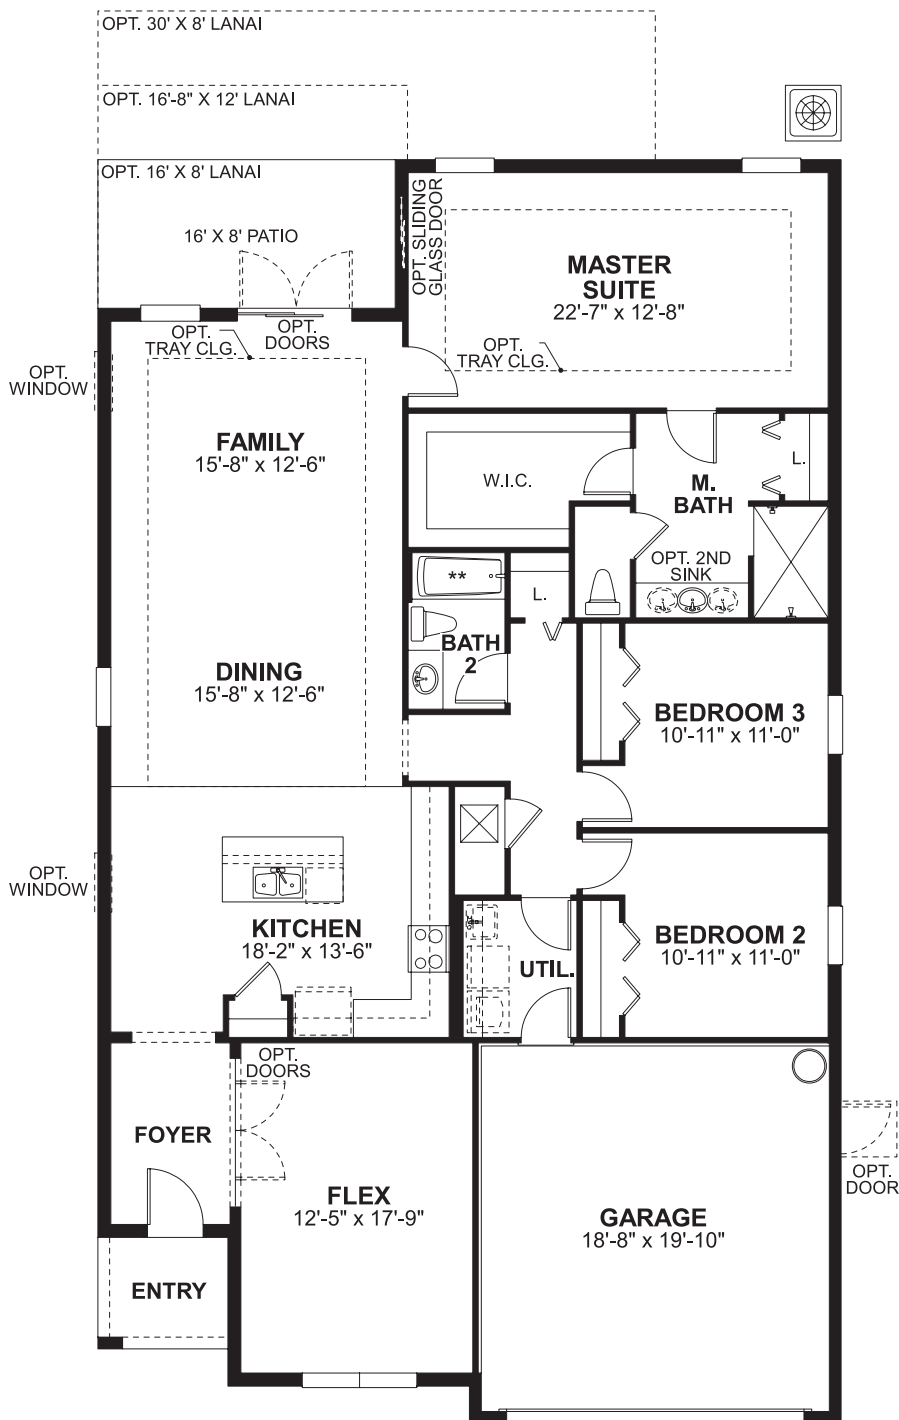 OPT. 30' X 8' LANAI
OPT. 16'-8" X 12' LANAI
OPT. 16' X 8' LANAI
16' X 8' PATIO
OPT. SLIDING
GLASS DOOR
MASTER
SUITE
22'-7" x 12'-8"
OPT.
TRAY CLG.
OPT.
DOORS
OPT.
TRAY CLG.
OPT.
WINDOW
FAMILY
15'-8" x 12'-6"
W.I.C.
M.
BATH
L.
OPT. 2ND
SINK
**
L.
BATH
2
DINING
15'-8" x 12'-6"
BEDROOM 3
10'-11" x 11'-0"
OPT.
WINDOW
KITCHEN
18'-2" x 13'-6"
UTIL.
BEDROOM 2
10'-11" x 11'-0"
OPT.
DOORS
FOYER
FLEX
12'-5" x 17'-9"
GARAGE
18'-8" x 19'-10"
OPT.
DOOR
ENTRY